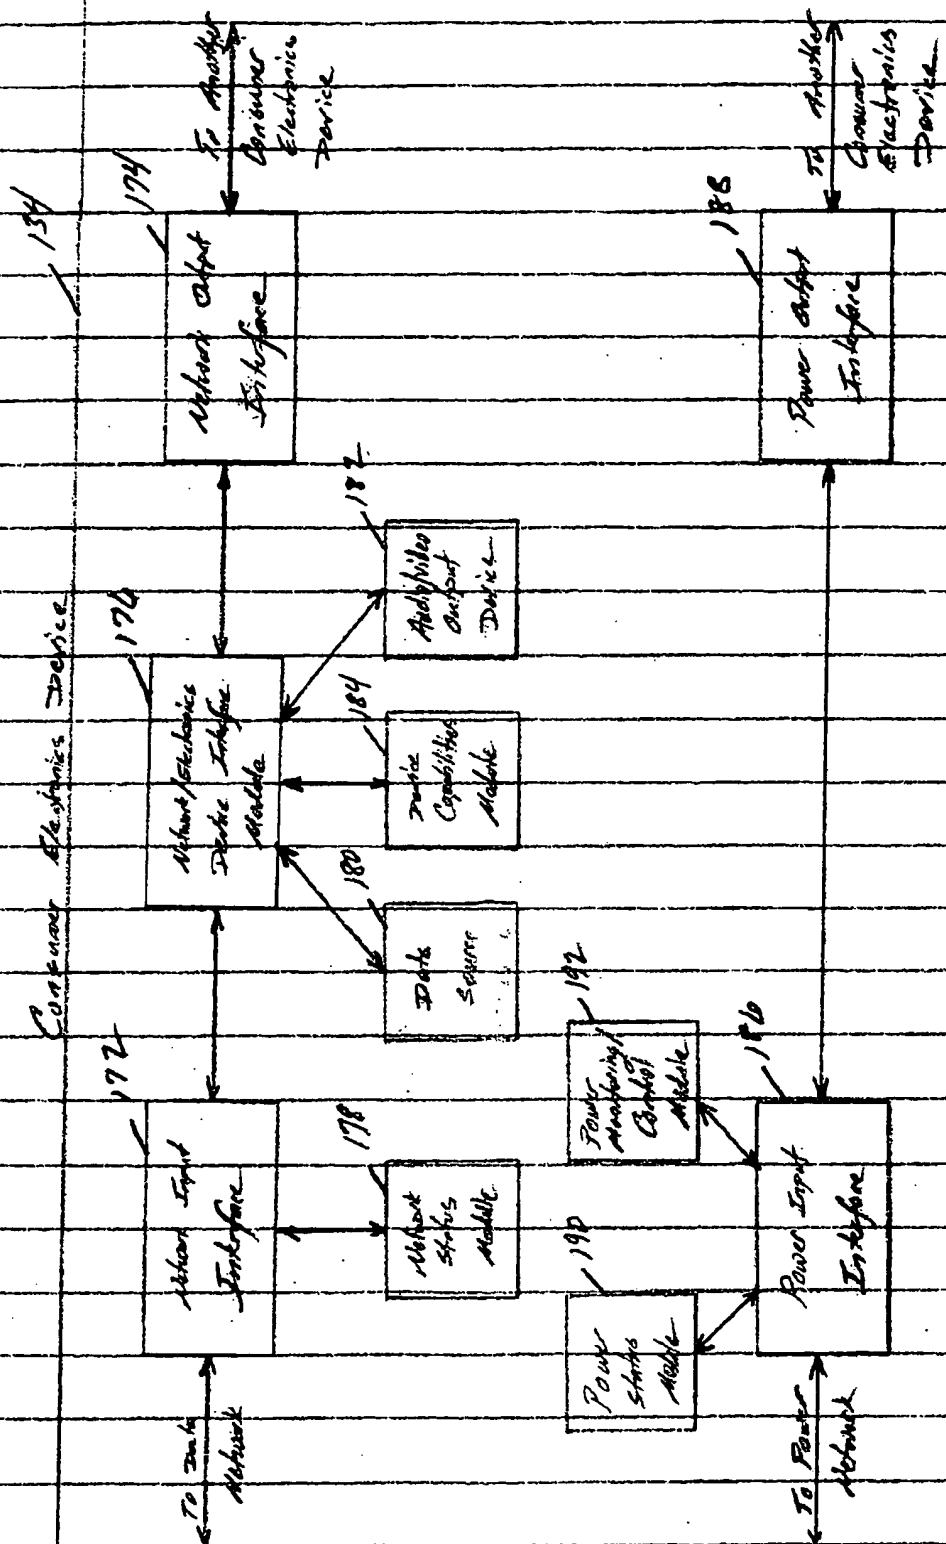 Consumer Electronics Device
134
To Data
Network
172
Network Input
Interface
178
Network
Status
Module
176
Network/Electronics
Device Interface
Module
180
Data
Source
184
Device
Capabilities
Module
182
Audio/Video
Output
Device
174
Network Output
Interface
To Another
Consumer
Electronics
Device
To Power
Network
190
Power
Status
Module
192
Power
Monitoring/
Control
Module
186
Power Input
Interface
188
Power Output
Interface
To Another
Consumer
Electronics
Device